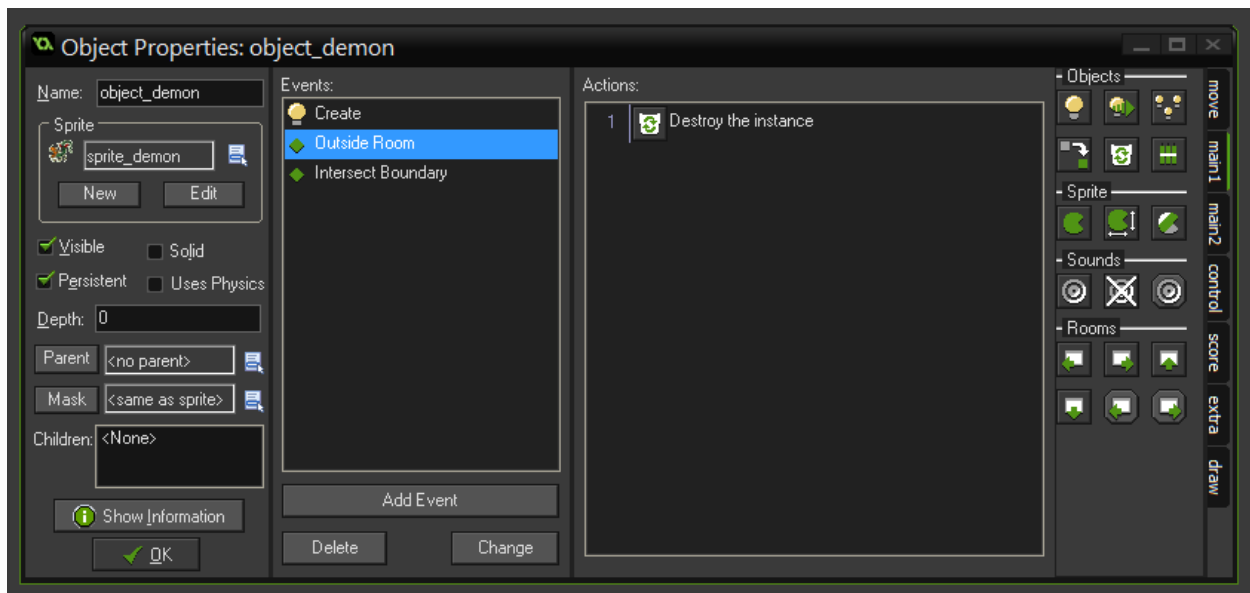 Object Properties: object_demon
Name: object_demon
Sprite
sprite_demon
New Edit
Visible Solid
Persistent Uses Physics
Depth: 0
Parent <no parent>
Mask <same as sprite>
Children: <None>
Show Information
OK
Events:
Create
Outside Room
Intersect Boundary
Add Event
Delete Change
Actions:
1 Destroy the instance
Objects
Sprite
Sounds
Rooms
move
main1
main2
control
score
extra
draw